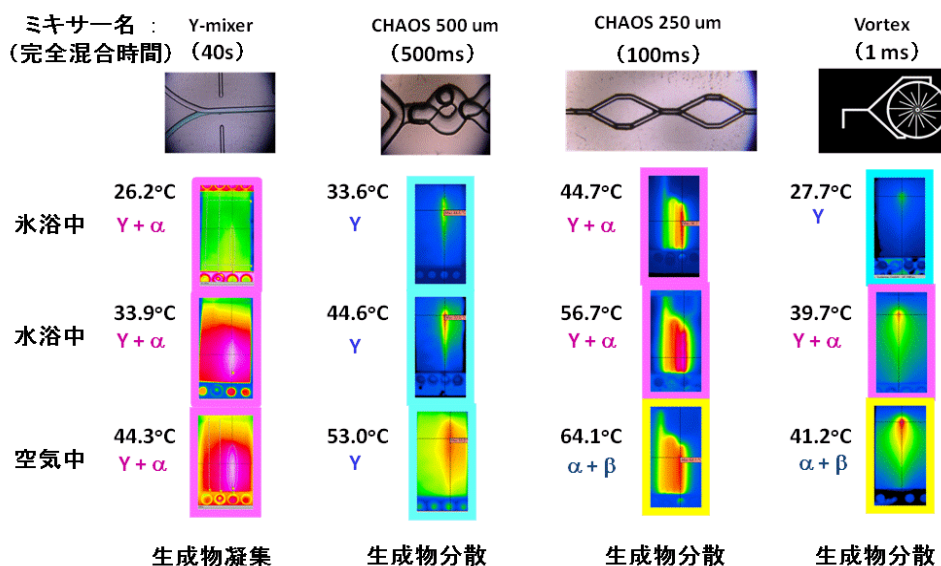 ミキサー名 : Y-mixer CHAOS 500 um CHAOS 250 um Vortex
(完全混合時間) (40s) (500ms) (100ms) (1 ms)
26.2°C 33.6°C 44.7°C 27.7°C
氷浴中 Y + α Y Y + α Y
33.9°C 44.6°C 56.7°C 39.7°C
水浴中 Y + α Y Y + α Y + α
44.3°C 53.0°C 64.1°C 41.2°C
空気中 Y + α Y α + β α + β
生成物凝集 生成物分散 生成物分散 生成物分散